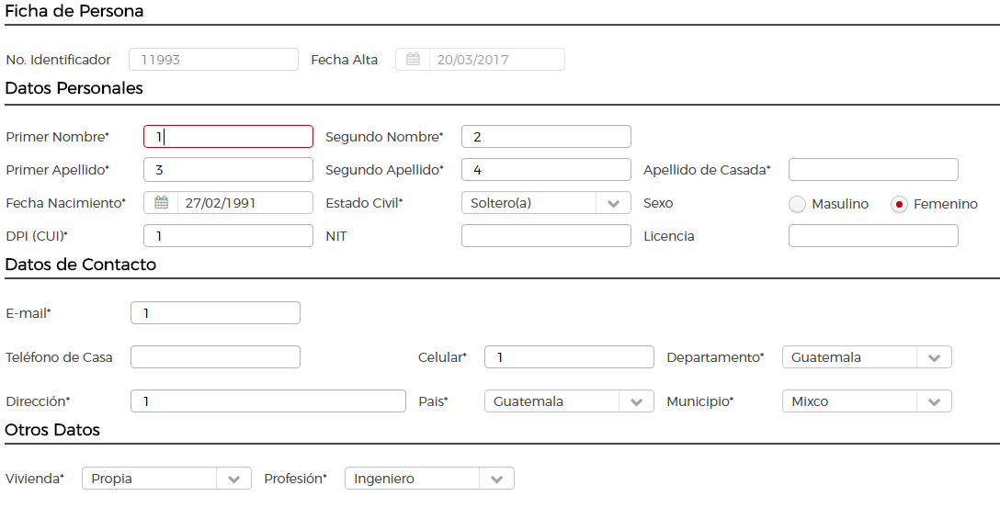 Ficha de Persona
No. Identificador 11993 Fecha Alta 20/03/2017
Datos Personales
Primer Nombre* 1 Segundo Nombre* 2
Primer Apellido* 3 Segundo Apellido* 4 Apellido de Casada*
Fecha Nacimiento* 27/02/1991 Estado Civil* Soltero(a) Sexo Masulino Femenino
DPI (CUI)* 1 NIT Licencia
Datos de Contacto
E-mail* 1
Teléfono de Casa Celular* 1 Departamento* Guatemala
Dirección* 1 Pais* Guatemala Municipio* Mixco
Otros Datos
Vivienda* Propia Profesión* Ingeniero